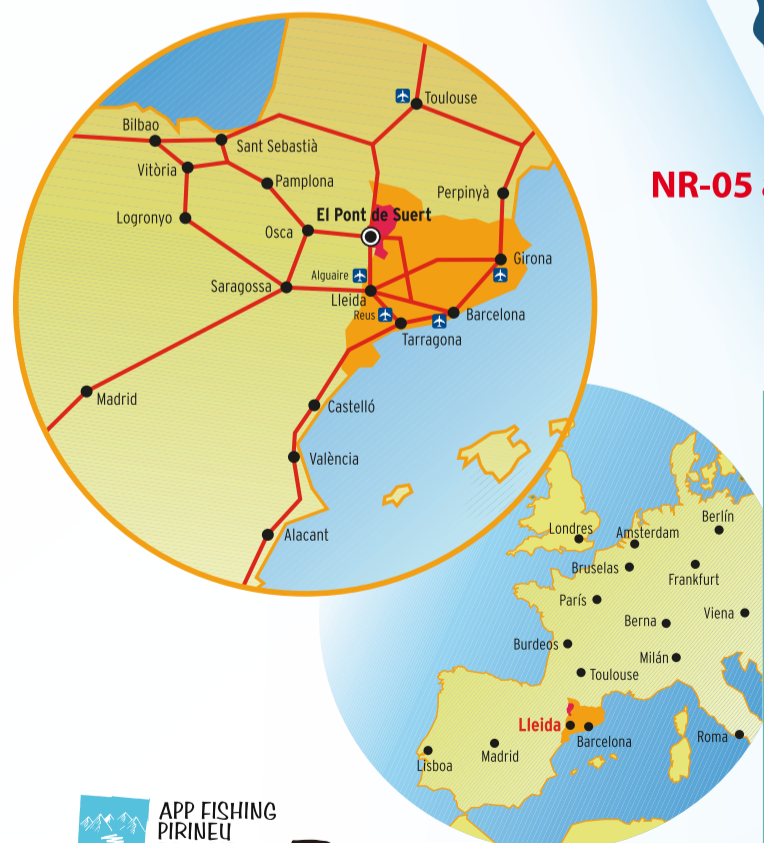 Toulouse
Bilbao
Sant Sebastià
Vitòria
Pamplona
Perpinyà
NR-05
Logronyo
El Pont de Suert
Osca
Girona
Alguaire
Saragossa
Lleida
Reus
Barcelona
Tarragona
Madrid
Castelló
València
Alacant
Londres
Amsterdam
Berlín
Bruselas
Frankfurt
París
Berna
Viena
Burdeos
Milán
Toulouse
Lleida
Barcelona
Roma
Madrid
Lisboa
APP FISHING
PIRINEU